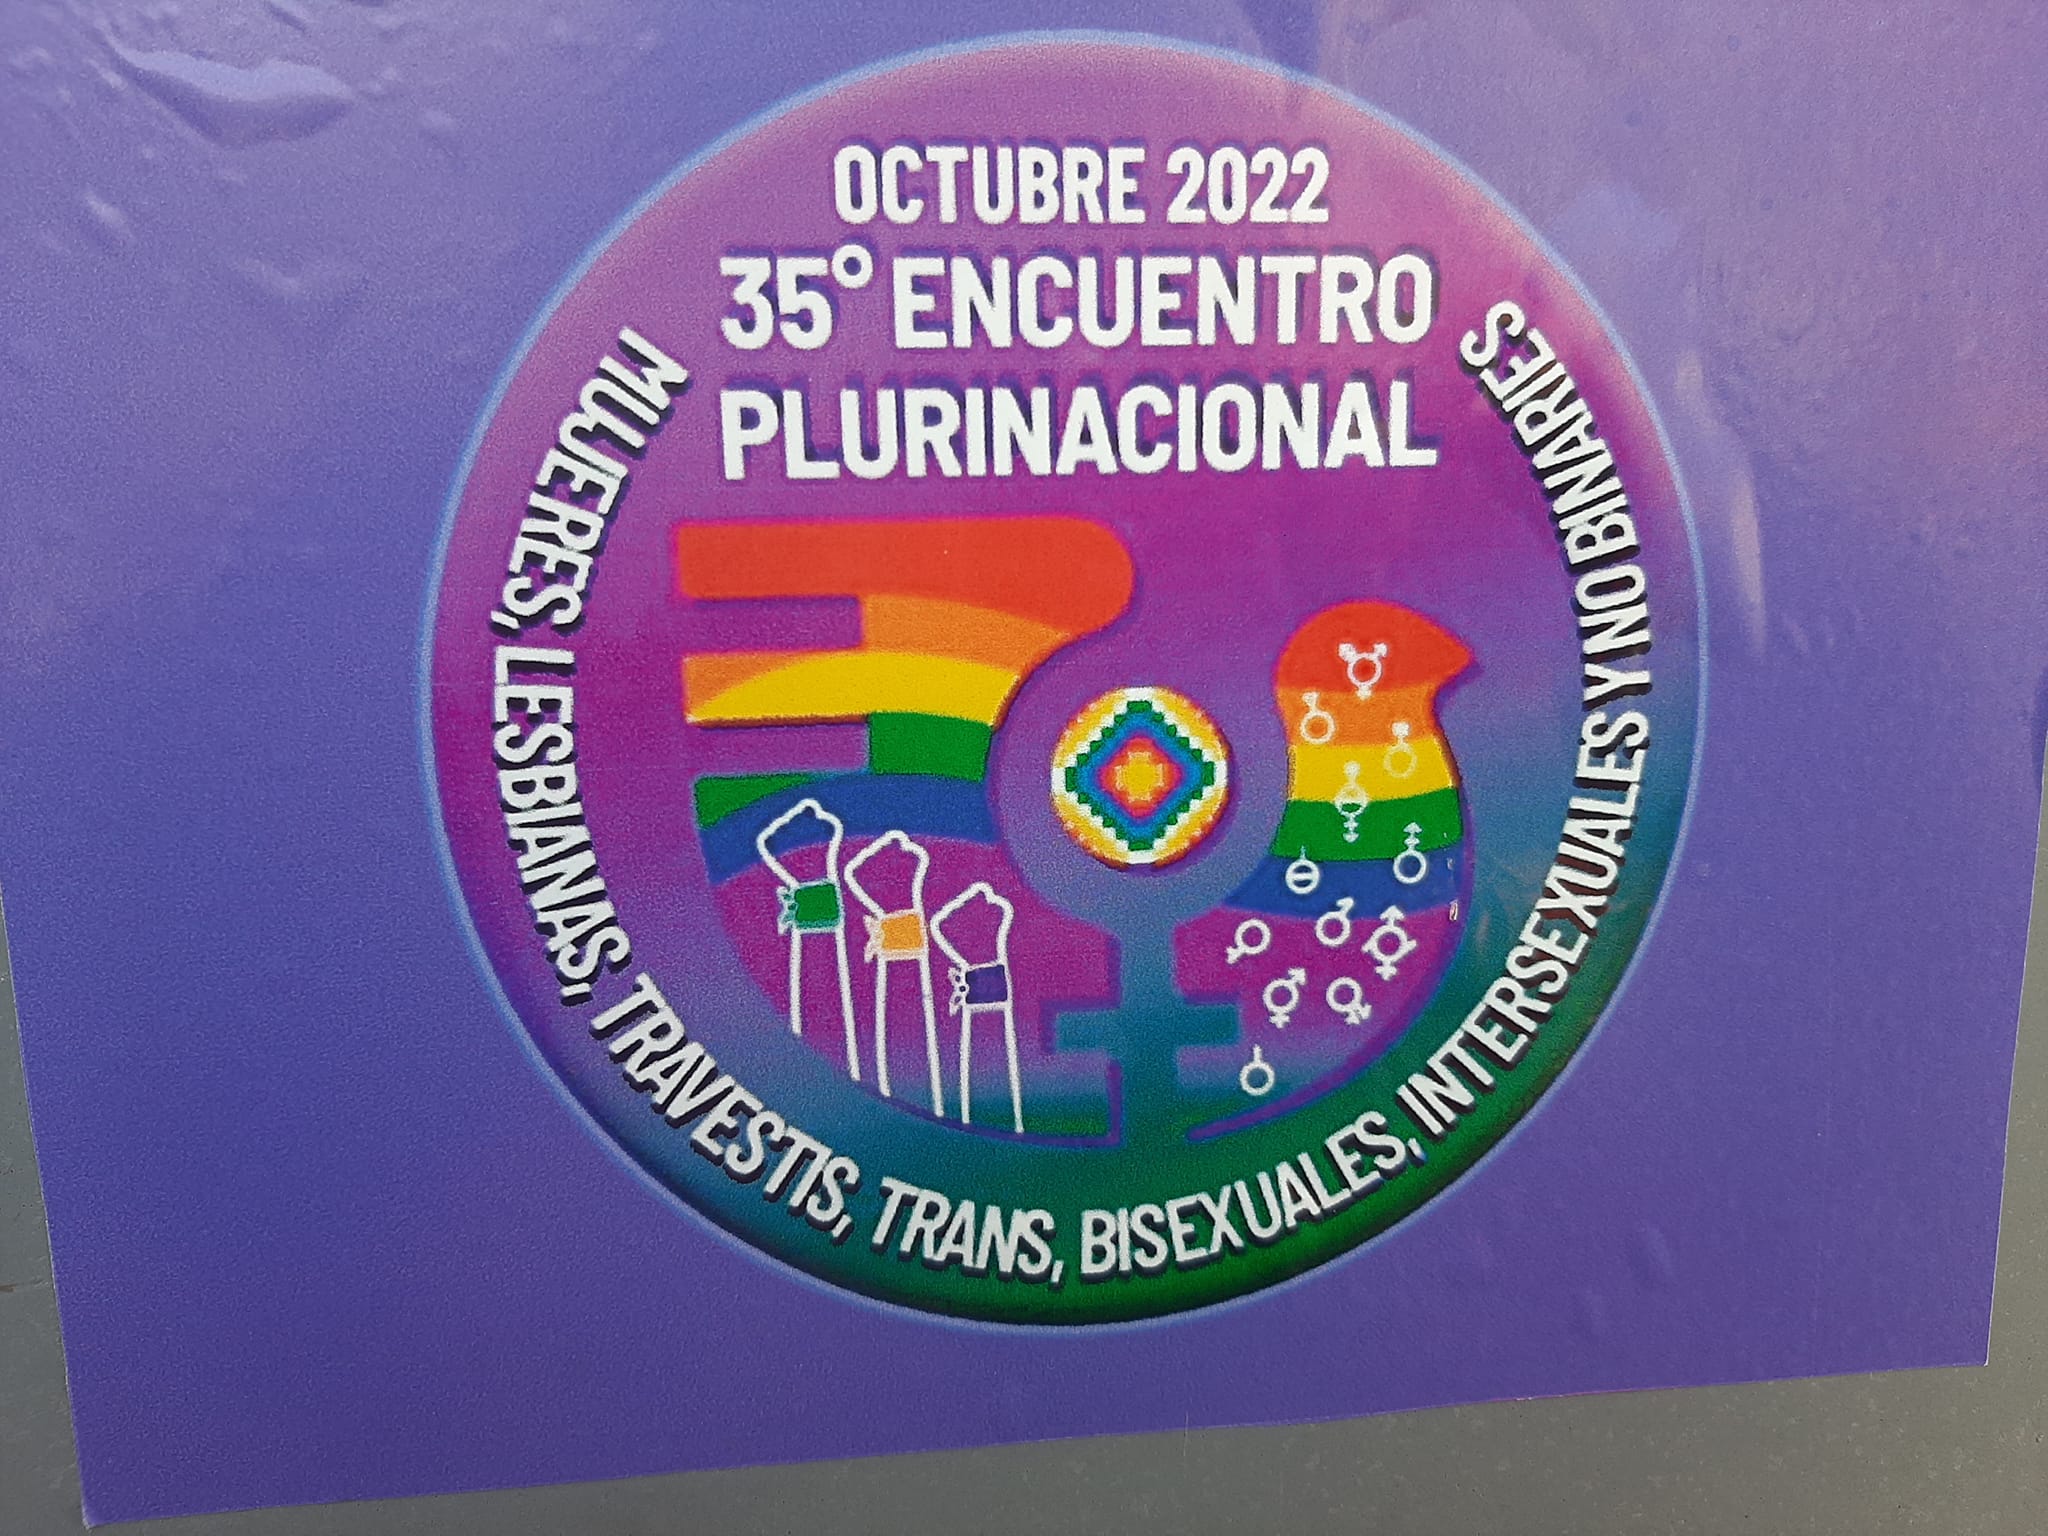 OCTUBRE 2022
35° ENCUENTRO
PLURINACIONAL
MUJERES, LESBIANAS, TRAVESTIS, TRANS, BISEXUALES, INTERSEXUALES Y NO BINARIES